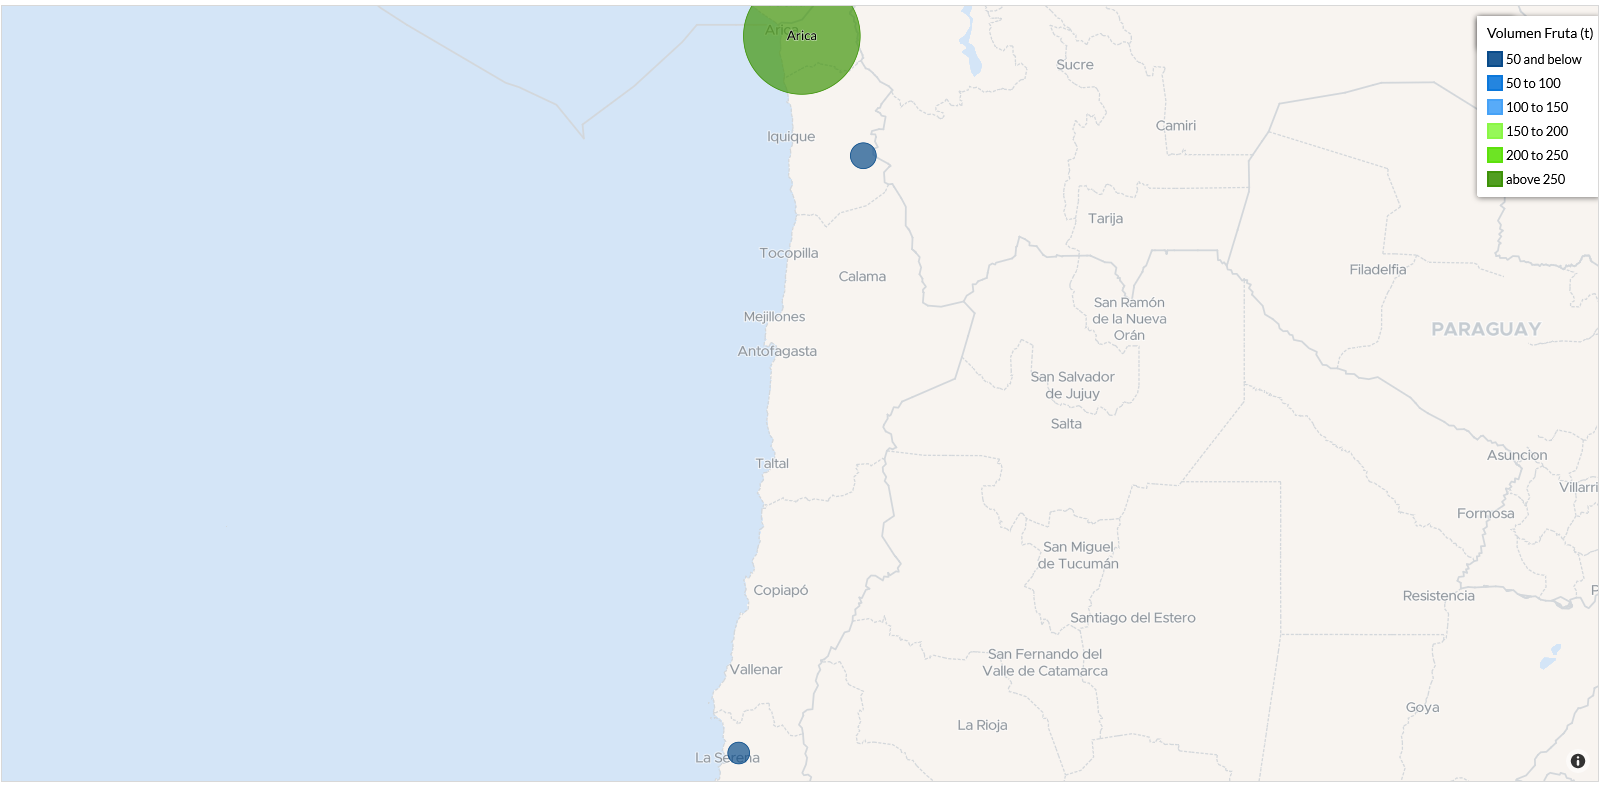 Arica
Arica
Volumen Fruta (t)
50 and below
50 to 100
100 to 150
150 to 200
200 to 250
above 250
Sucre
Camiri
Iquique
Tarija
Tocopilla
Calama
Filadelfia
San Ramón
de la Nueva
Orán
Mejillones
PARAGUAY
Antofagasta
San Salvador
de Jujuy
Salta
Taltal
Asuncion
Villarri
Formosa
San Miguel
de Tucumán
Copiapó
Resistencia
Santiago del Estero
San Fernando del
Valle de Catamarca
Vallenar
Goya
La Rioja
La Serena